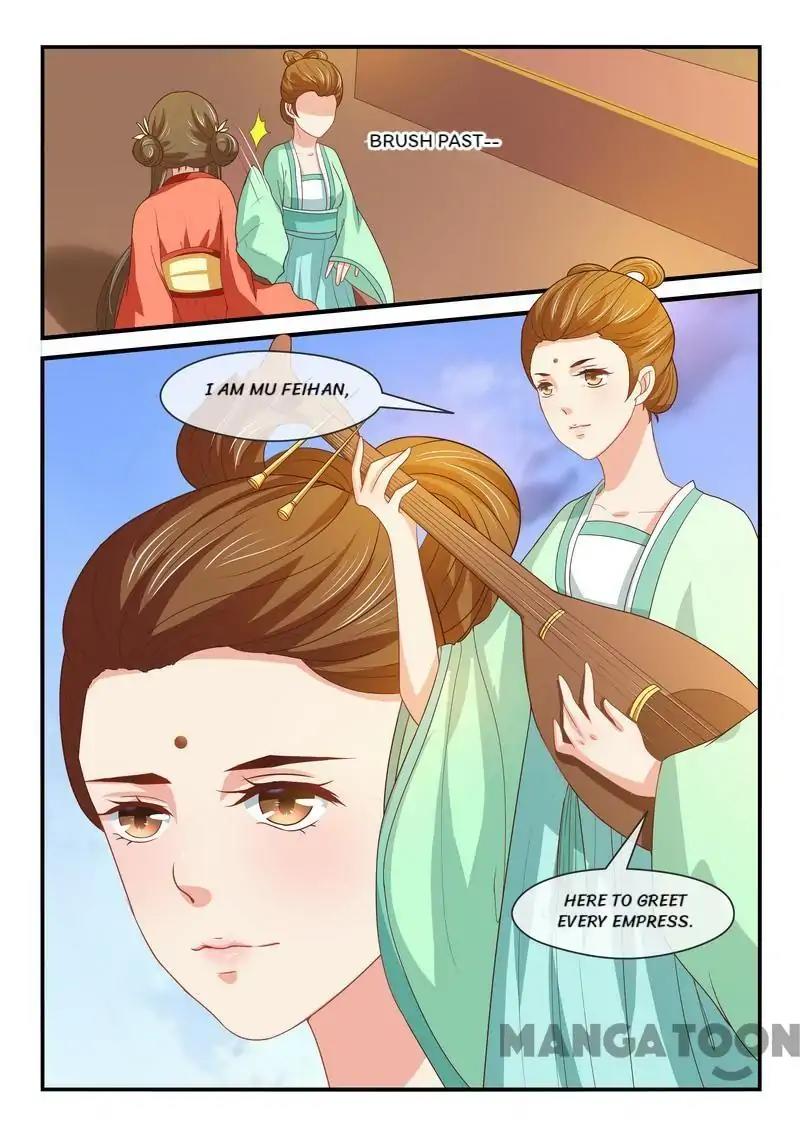 BRUSH PAST--
I AM MU FEIHAN,
HERE TO GREET
EVERY EMPRESS.
MANGATOON